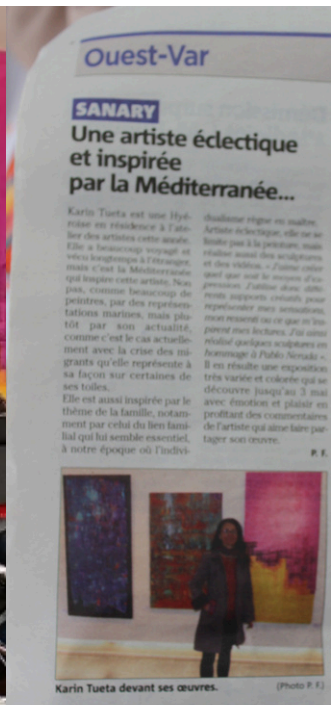 Ouest-Var
SANARY
Une artiste éclectique
et inspirée
par la Méditerranée...
Karin Tueta est une Hyé-
roise en résidence à l'ate-
lier des artistes cette année.
Elle a beaucoup voyagé et
vécu longtemps à l'étranger,
mais c'est la Méditerranée
qui inspire cette artiste. Non
pas, comme beaucoup de
peintres, par des représen-
tations marines, mais plu-
tôt par son actualité,
comme c'est le cas actuelle-
ment avec la crise des mi-
grants qu'elle représente à
sa façon sur certaines de
ses toiles.
Elle est aussi inspirée par le
thème de la famille, notam-
ment par celui du lien fami-
lial qui lui semble essentiel,
à notre époque où l'indivi-
dualisme règne en maître.
Artiste éclectique, elle ne se
limite pas à la peinture, mais
réalise aussi des sculptures
et des vidéos. « J'aime créer
quel que soit le moyen d'ex-
pression. J'utilise donc diffé-
rents supports créatifs pour
représenter mes sensations,
mon ressenti ou ce que m'ins-
pirent mes lectures. J'ai ainsi
réalisé quelques sculptures en
hommage à Pablo Neruda ».
Il en résulte une exposition
très variée et colorée qui se
découvre jusqu'au 3 mai
avec émotion et plaisir en
profitant des commentaires
de l'artiste qui aime faire par-
tager son œuvre.
P. F.
Karin Tueta devant ses œuvres.
(Photo P. F.)